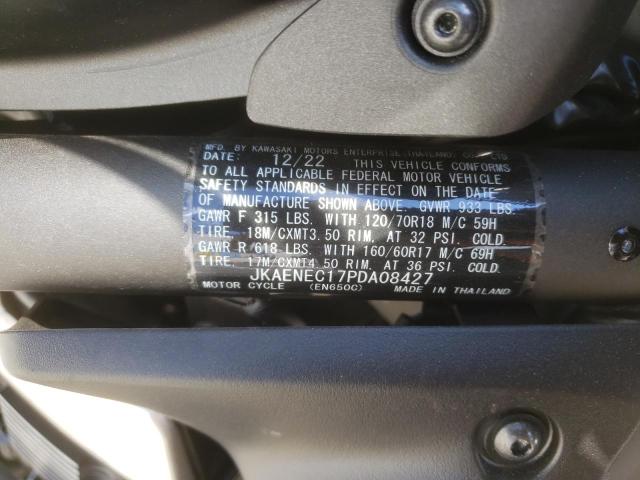 MFD. BY KAWASAKI MOTORS ENTERPRISE (THAILAND) CO., LTD
DATE: 12/22 THIS VEHICLE CONFORMS
TO ALL APPLICABLE FEDERAL MOTOR VEHICLE
SAFETY STANDARDS IN EFFECT ON THE DATE
OF MANUFACTURE SHOWN ABOVE. GVWR 933 LBS.
GAWR F 315 LBS. WITH 120/70R18 M/C 59H
TIRE, 18M/CXMT3.50 RIM, AT 32 PSI. COLD.
GAWR R/618 LBS. WITH 160/60R17 M/C 69H
TIRE, 17M/CXMT4.50 RIM, AT 36 PSI. COLD.
JKAENEC17PDA08427
MOTOR CYCLE (EN650C) MADE IN THAILAND